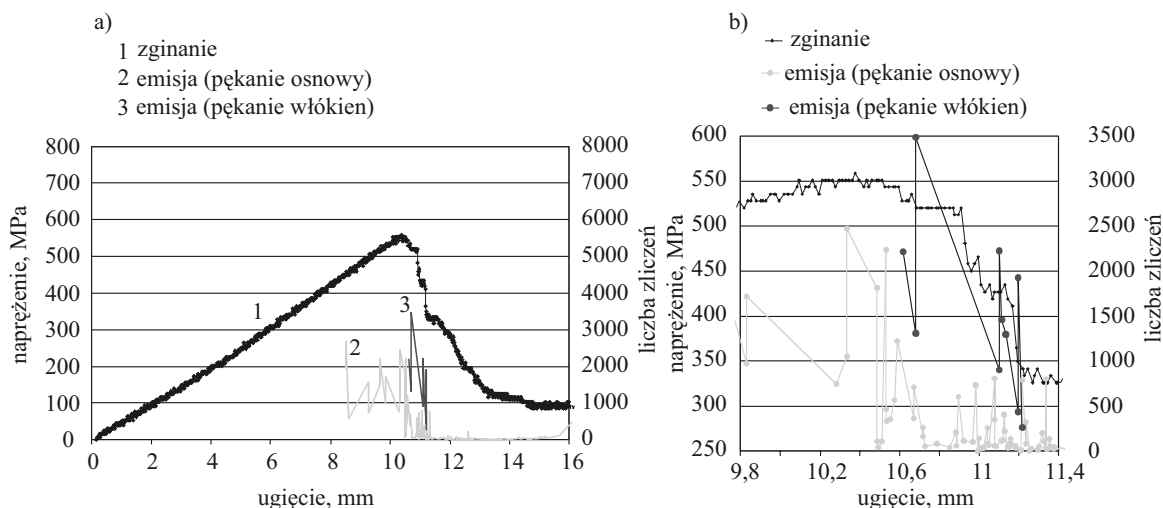 a)
1 zginanie
2 emisja (pękanie osnowy)
3 emisja (pękanie włókien)
800
700
600
500
400
300
200
100
0
naprężenie, MPa
8000
7000
6000
5000
4000
3000
2000
1000
0
liczba zliczeń
1
2
3
0 2 4 6 8 10 12 14 16
ugięcie, mm
b)
zginanie
emisja (pękanie osnowy)
emisja (pękanie włókien)
600
550
500
450
400
350
300
250
naprężenie, MPa
3500
3000
2500
2000
1500
1000
500
0
liczba zliczeń
9,8 10,2 10,6 11 11,4
ugięcie, mm